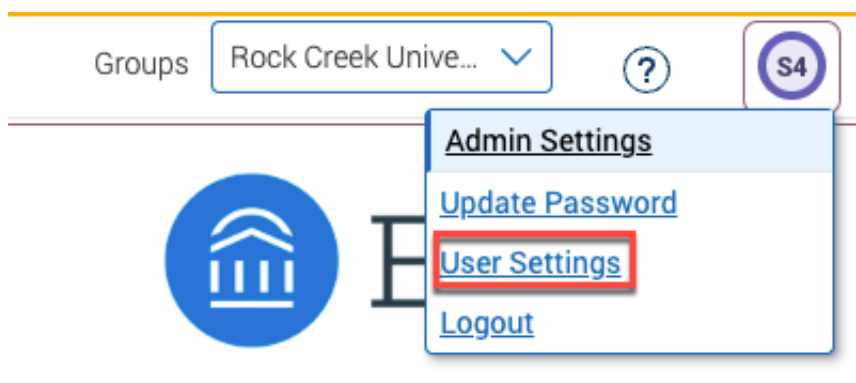 Groups Rock Creek Unive... ? S4
Admin Settings
Update Password
User Settings
Logout